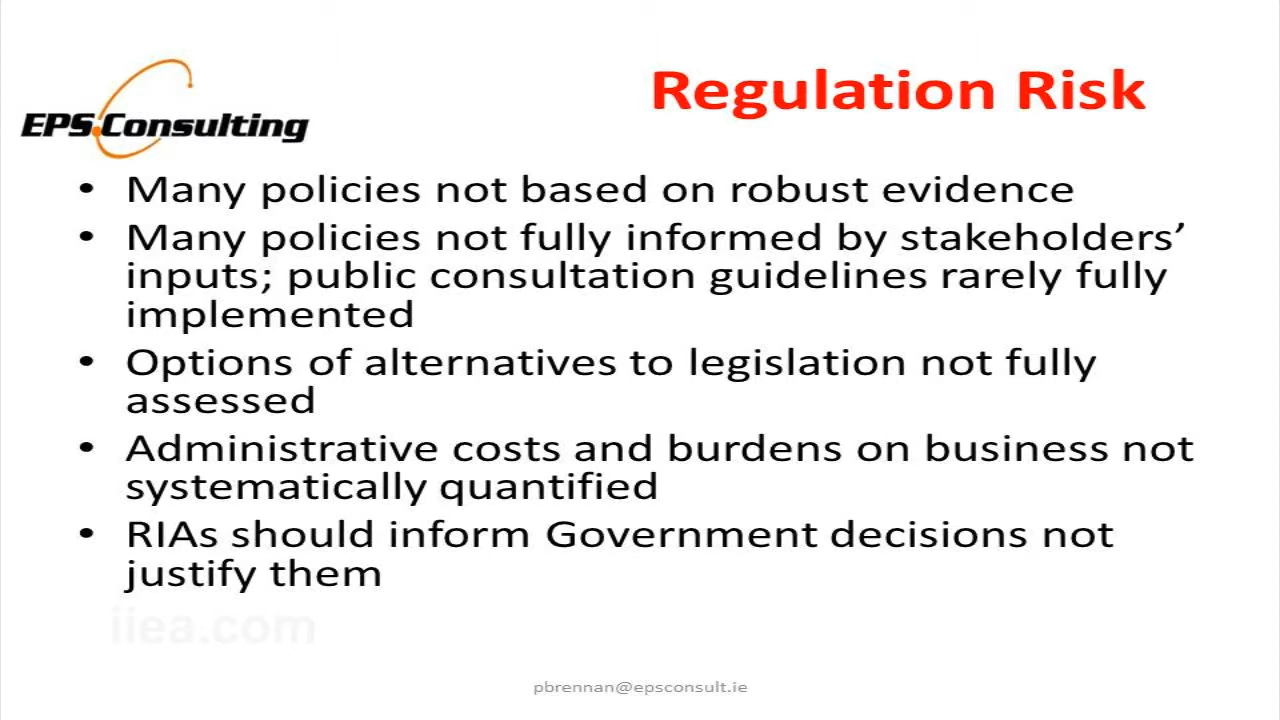 EPS Consulting
Regulation Risk
• Many policies not based on robust evidence
• Many policies not fully informed by stakeholders’
inputs; public consultation guidelines rarely fully
implemented
• Options of alternatives to legislation not fully
assessed
• Administrative costs and burdens on business not
systematically quantified
• RIAs should inform Government decisions not
justify them
iiea.com
pbrennan@epsconsult.ie